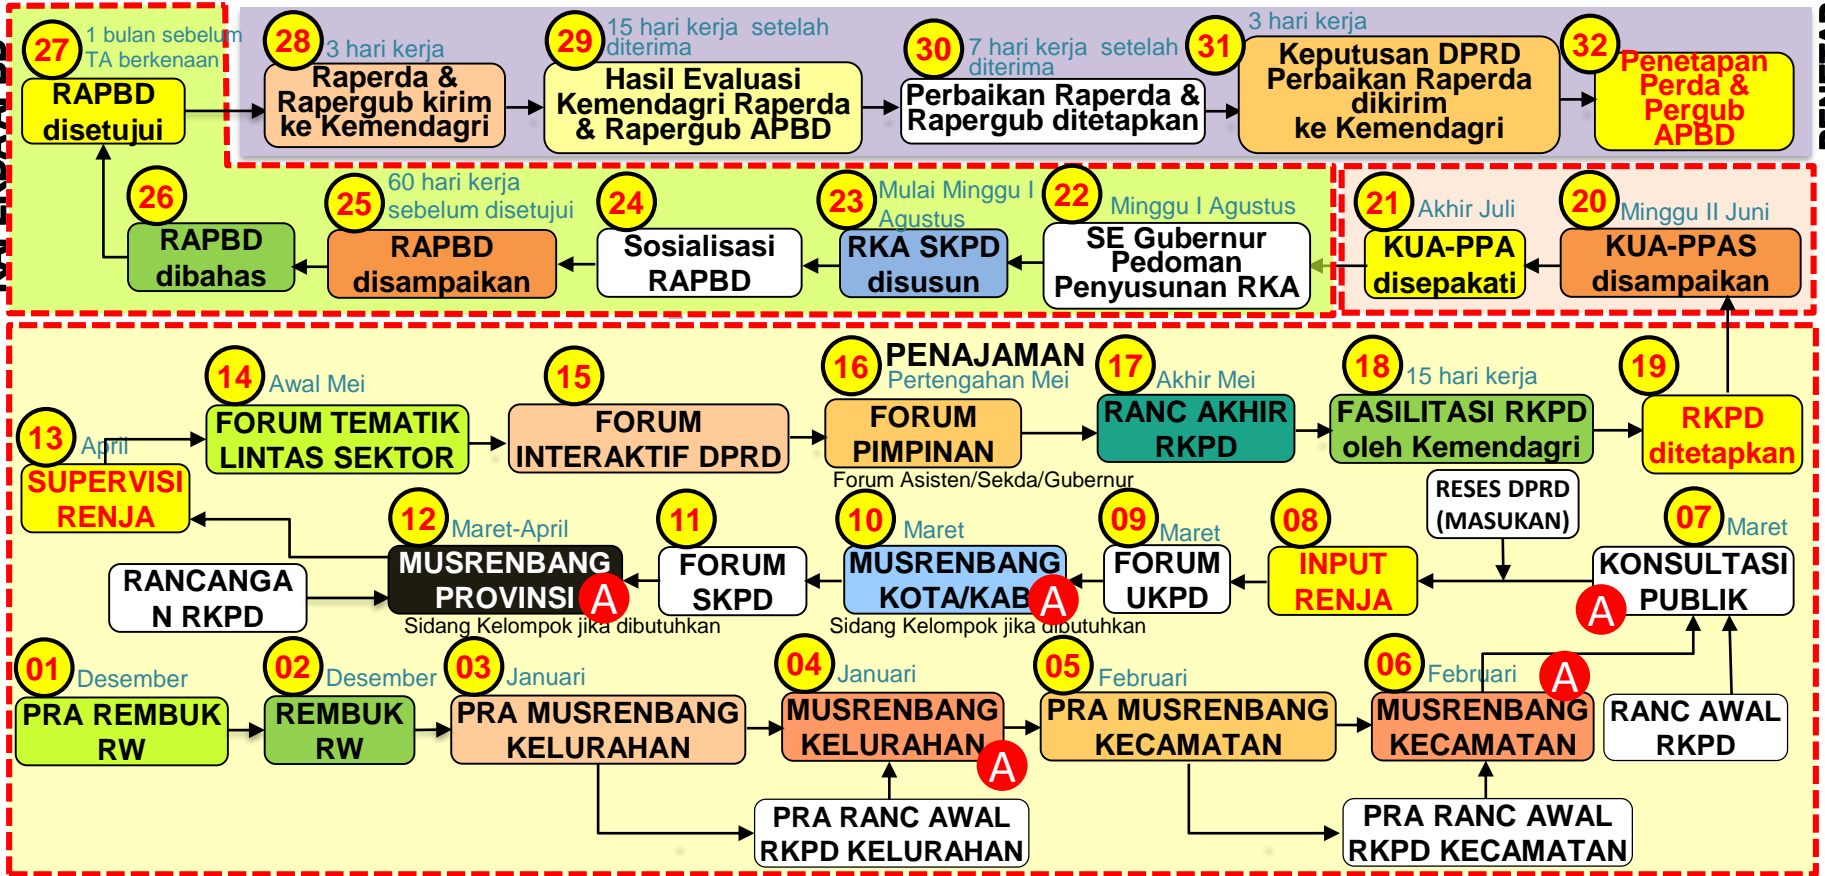 27
1 bulan sebelum
TA berkenaan
RAPBD
disetujui
28
3 hari kerja
Raperda &
Rapergub kirim
ke Kemendagri
29
15 hari kerja setelah
diterima
Hasil Evaluasi
Kemendagri Raperda
& Rapergub APBD
30
7 hari kerja setelah
diterima
Perbaikan Raperda &
Rapergub ditetapkan
31
3 hari kerja
Keputusan DPRD
Perbaikan Raperda
dikirim
ke Kemendagri
32
Penetapan
Perda &
Pergub
APBD
26
RAPBD
dibahas
25
60 hari kerja
sebelum disetujui
RAPBD
disampaikan
24
Sosialisasi
RAPBD
23
Mulai Minggu I
Agustus
RKA SKPD
disusun
22
Minggu I Agustus
SE Gubernur
Pedoman
Penyusunan RKA
21
Akhir Juli
KUA-PPA
disepakati
20
Minggu II Juni
KUA-PPAS
disampaikan
13
April
SUPERVISI
RENJA
14
Awal Mei
FORUM TEMATIK
LINTAS SEKTOR
15
FORUM
INTERAKTIF DPRD
16
PENAJAMAN
Pertengahan Mei
FORUM
PIMPINAN
Forum Asisten/Sekda/Gubernur
17
Akhir Mei
RANC AKHIR
RKPD
18
15 hari kerja
FASILITASI RKPD
oleh Kemendagri
19
RKPD
ditetapkan
RANCANGA
N RKPD
12
Maret-April
MUSRENBANG
PROVINSI
A
Sidang Kelompok jika dibutuhkan
11
FORUM
SKPD
10
Maret
MUSRENBANG
KOTA/KAB
A
Sidang Kelompok jika dibutuhkan
09
Maret
FORUM
UKPD
08
INPUT
RENJA
RESES DPRD
(MASUKAN)
07
Maret
KONSULTASI
PUBLIK
A
01
Desember
PRA REMBUK
RW
02
Desember
REMBUK
RW
03
Januari
PRA MUSRENBANG
KELURAHAN
04
Januari
MUSRENBANG
KELURAHAN
A
05
Februari
PRA MUSRENBANG
KECAMATAN
06
Februari
A
MUSRENBANG
KECAMATAN
RANC AWAL
RKPD
PRA RANC AWAL
RKPD KELURAHAN
PRA RANC AWAL
RKPD KECAMATAN